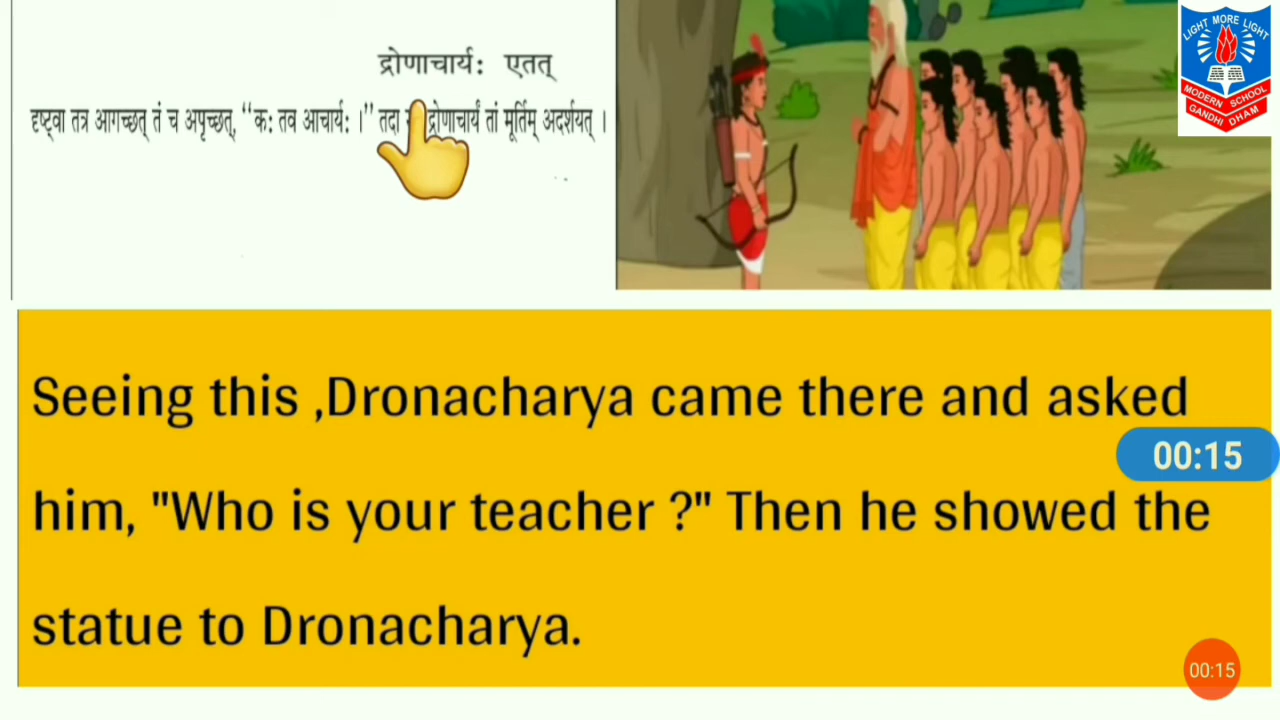 द्रोणाचार्यः एतत्
दृष्ट्वा तत्र आगच्छत् तं च अपृच्छत्, “कः तव आचार्यः ।” तदा द्रोणाचार्यं तां मूर्तिम् अदर्शयत् ।
LIGHT MORE LIGHT
MODERN SCHOOL
GANDHI DHAM
Seeing this ,Dronacharya came there and asked
00:15
him, "Who is your teacher ?" Then he showed the
statue to Dronacharya.
00:15